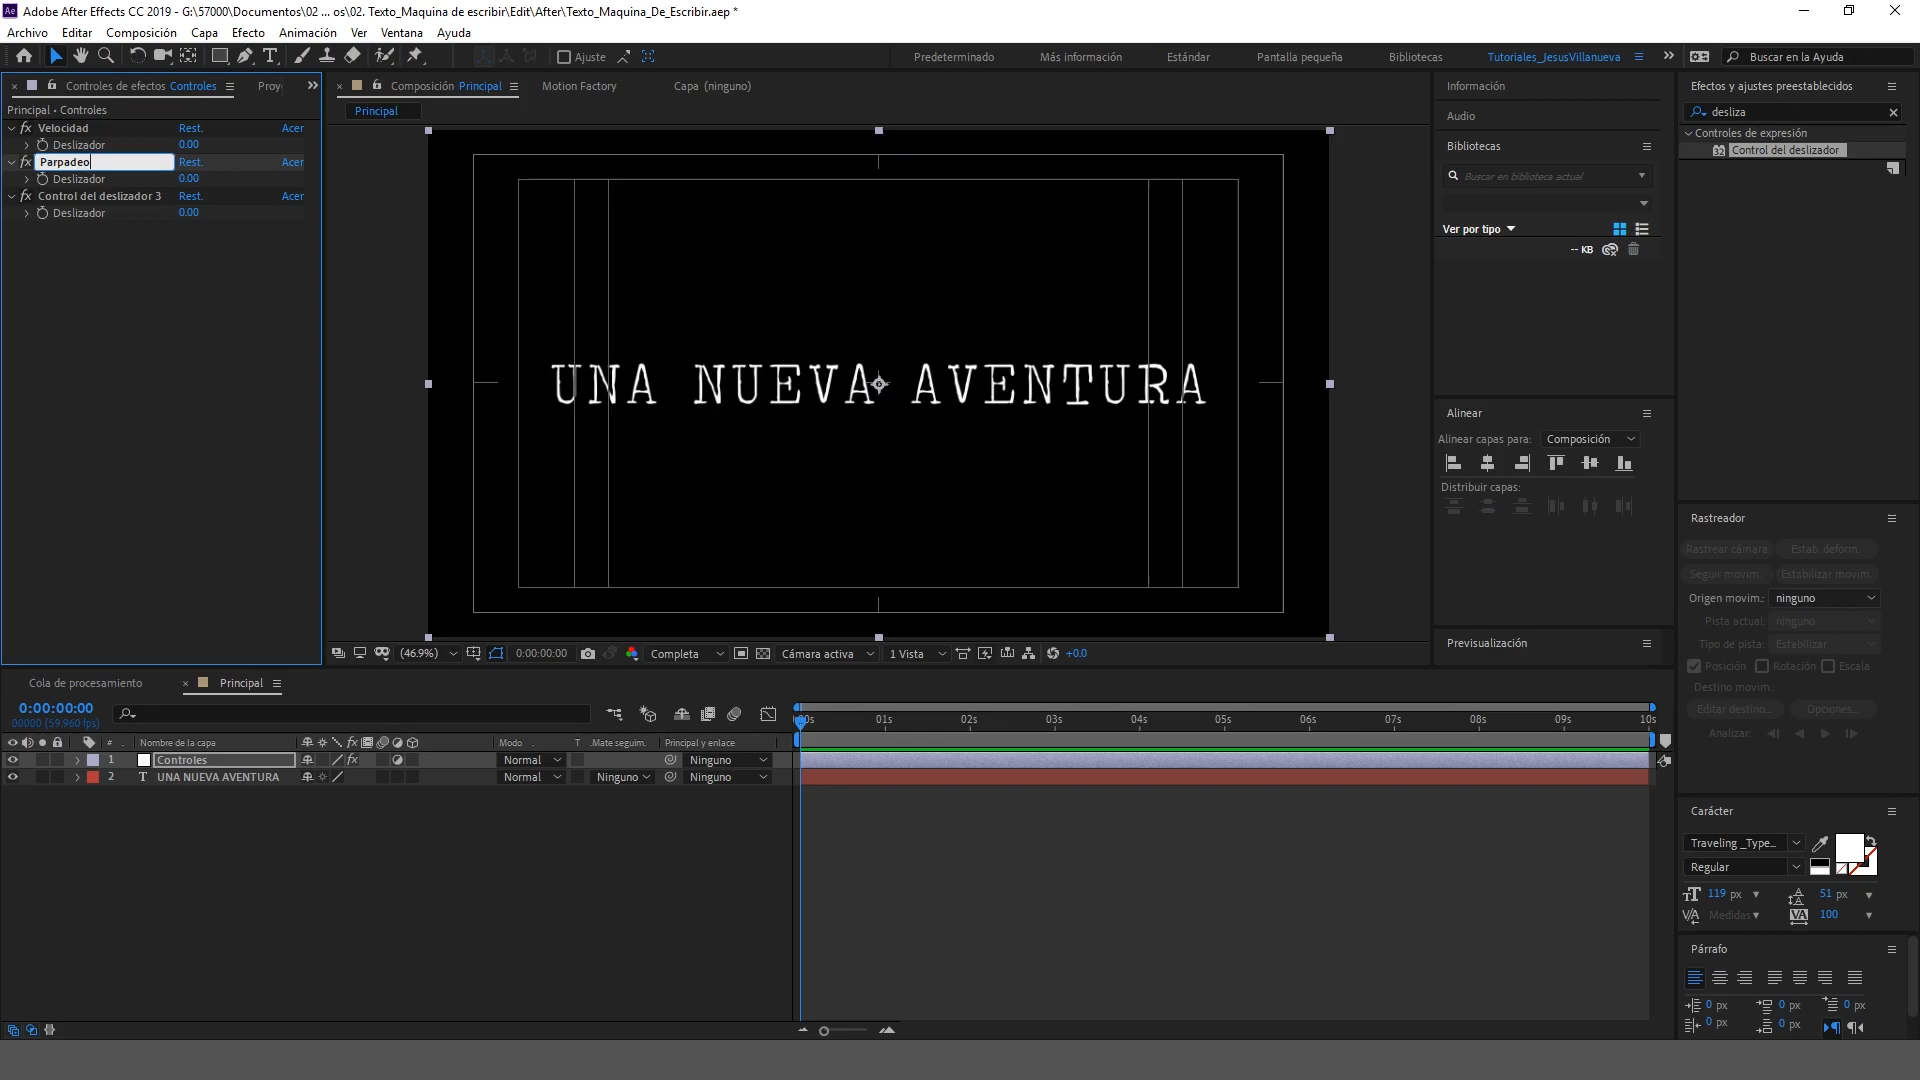 Adobe After Effects CC 2019 - G:\57000\Documentos\02 ... os\02. Texto_Maquina de escribir\Edit\After\Texto_Maquina_De_Escribir.aep *
Archivo Editar Composición Capa Efecto Animación Ver Ventana Ayuda
Ajuste
Predeterminado Más información Estándar Pantalla pequeña Bibliotecas Tutoriales_JesusVillanueva Buscar en la Ayuda
Controles de efectos Controles Proy
Principal • Controles
Velocidad Rest. Acer
Deslizador 0.00
Parpadeo Rest. Acer
Deslizador 0.00
Control del deslizador 3 Rest. Acer
Deslizador 0.00
Composición Principal Motion Factory Capa (ninguno)
Principal
UNA NUEVA AVENTURA
(46.9%) 0:00:00:00 Completa Cámara activa 1 Vista +0.0
Información
Audio
Bibliotecas
Buscar en biblioteca actual
Ver por tipo
-- KB
Alinear
Alinear capas para: Composición
Distribuir capas:
Previsualización
Efectos y ajustes preestablecidos
desliza
Controles de expresión
32 Control del deslizador
Rastreador
Rastrear cámara Estab. deform.
Seguir movim. Estabilizar movim.
Origen movim.: ninguno
Pista actual: ninguno
Tipo de pista: Estabilizar
Posición Rotación Escala
Destino movim.:
Editar destino... Opciones...
Analizar:
Carácter
Traveling _Type...
Regular
119 px 51 px
Medidas 100
Párrafo
0 px 0 px 0 px
0 px 0 px
Cola de procesamiento Principal
0:00:00:00
00000 (59.960 fps)
00s 01s 02s 03s 04s 05s 06s 07s 08s 09s 10s
# Nombre de la capa Modo T .Mate seguim. Principal y enlace
1 Controles Normal Ninguno
2 T UNA NUEVA AVENTURA Normal Ninguno Ninguno